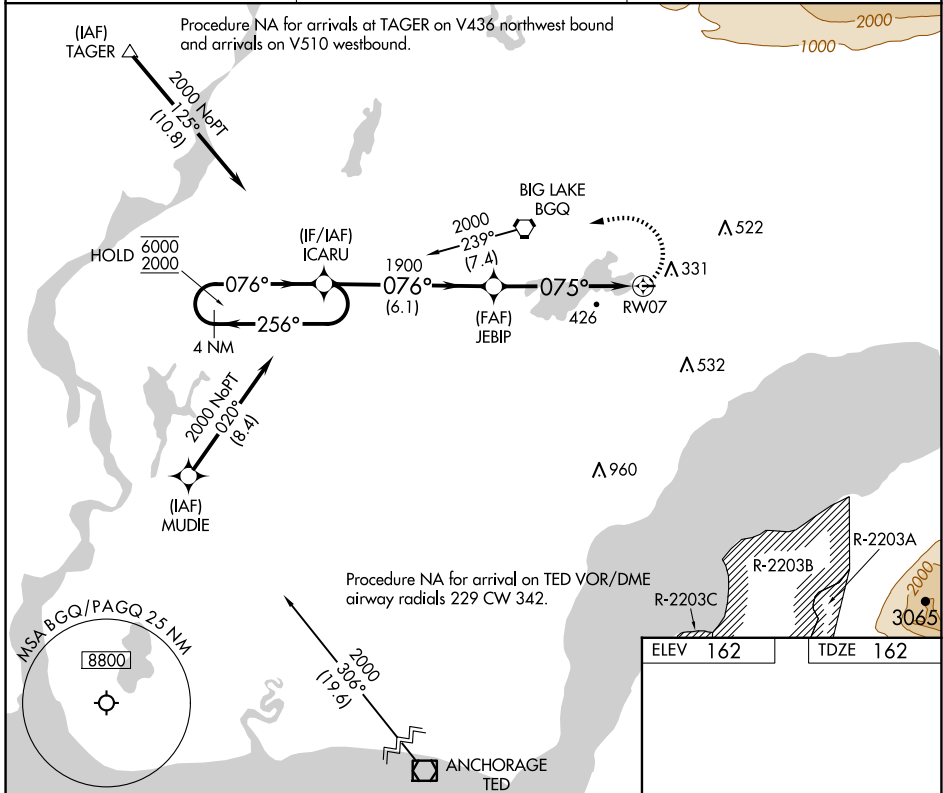 Procedure NA for arrivals at TAGER on V436 northwest bound
and arrivals on V510 westbound.
2000
1000
(IAF)
TAGER
2000 NoPT
125°
(10.8)
BIG LAKE
BGQ
522
2000
239°
(7.4)
(IF/IAF)
ICARU
HOLD
6000
2000
331
076°
1900
076°
(6.1)
075°
RW07
426
(FAF)
JEBIP
256°
4 NM
532
2000 NoPT
020°
(8.4)
960
(IAF)
MUDIE
R-2203A
R-2203B
Procedure NA for arrival on TED VOR/DME
airway radials 229 CW 342.
R-2203C
2000
3065
MSA BGQ/PAGQ 25 NM
8800
2000
306°
(19.6)
ELEV 162
TDZE 162
ANCHORAGE
TED